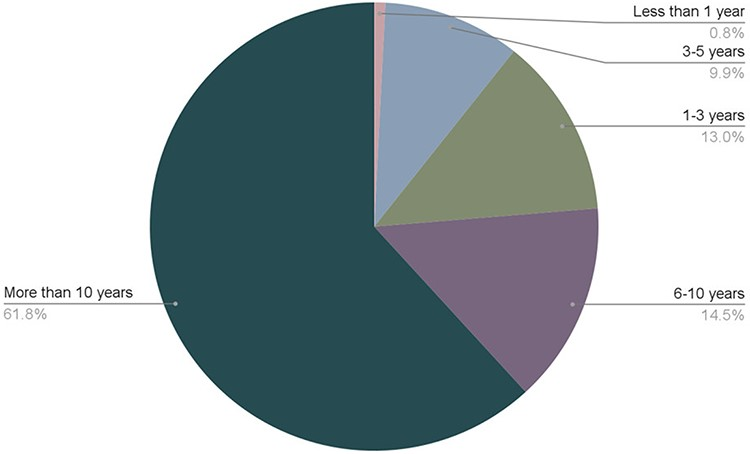 Less than 1 year
0.8%
3-5 years
9.9%
1-3 years
13.0%
More than 10 years
61.8%
6-10 years
14.5%